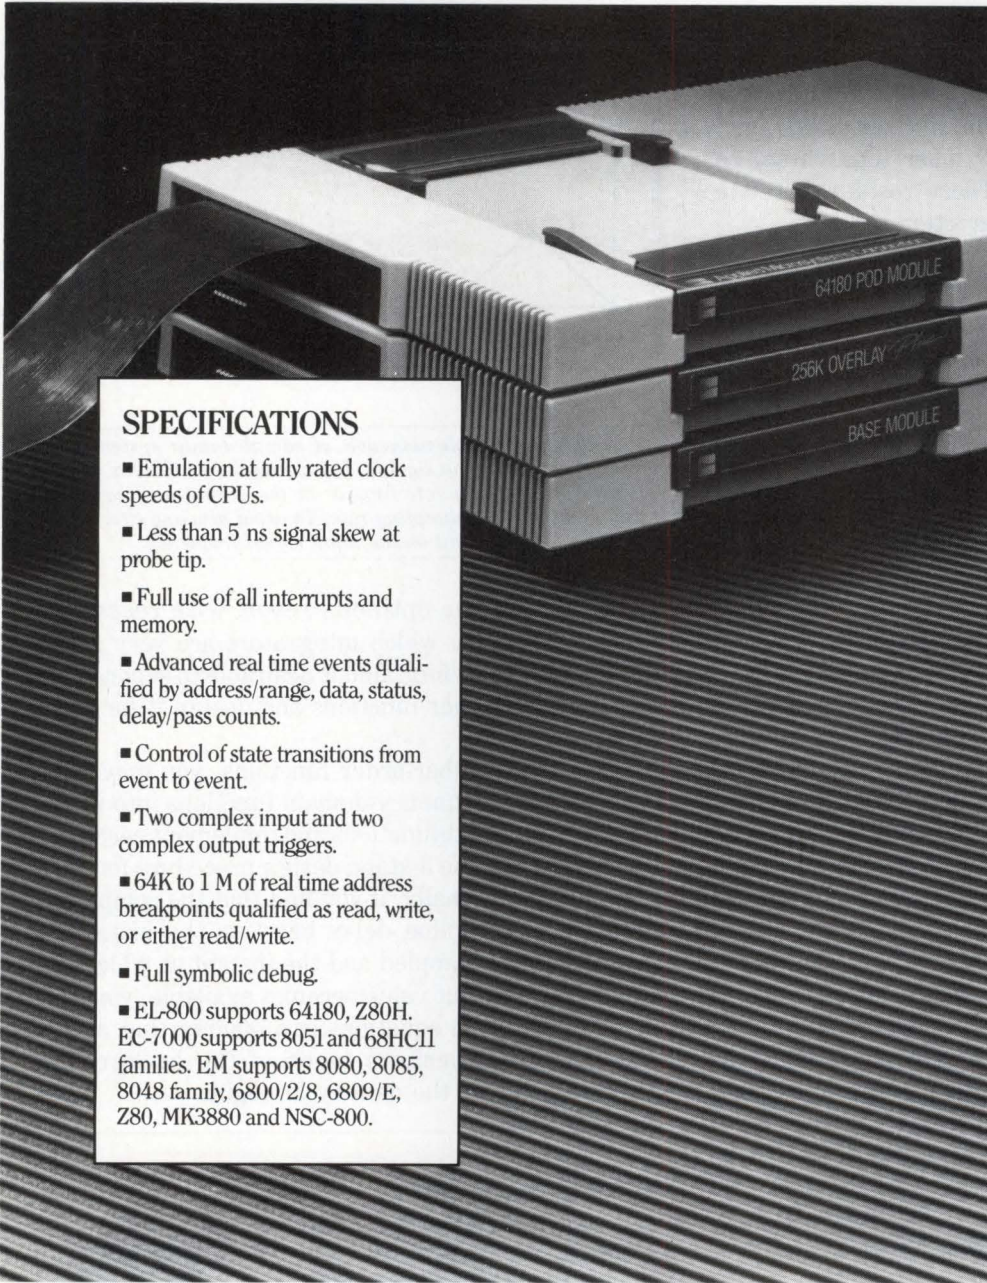 Applied Microsystems Corporation
64180 POD MODULE
256K OVERLAY Plus
BASE MODULE
SPECIFICATIONS
■ Emulation at fully rated clock
speeds of CPUs.
■ Less than 5 ns signal skew at
probe tip.
■ Full use of all interrupts and
memory.
■ Advanced real time events quali-
fied by address/range, data, status,
delay/pass counts.
■ Control of state transitions from
event to event.
■ Two complex input and two
complex output triggers.
■ 64K to 1 M of real time address
breakpoints qualified as read, write,
or either read/write.
■ Full symbolic debug.
■ EL-800 supports 64180, Z80H.
EC-7000 supports 8051 and 68HC11
families. EM supports 8080, 8085,
8048 family, 6800/2/8, 6809/E,
Z80, MK3880 and NSC-800.